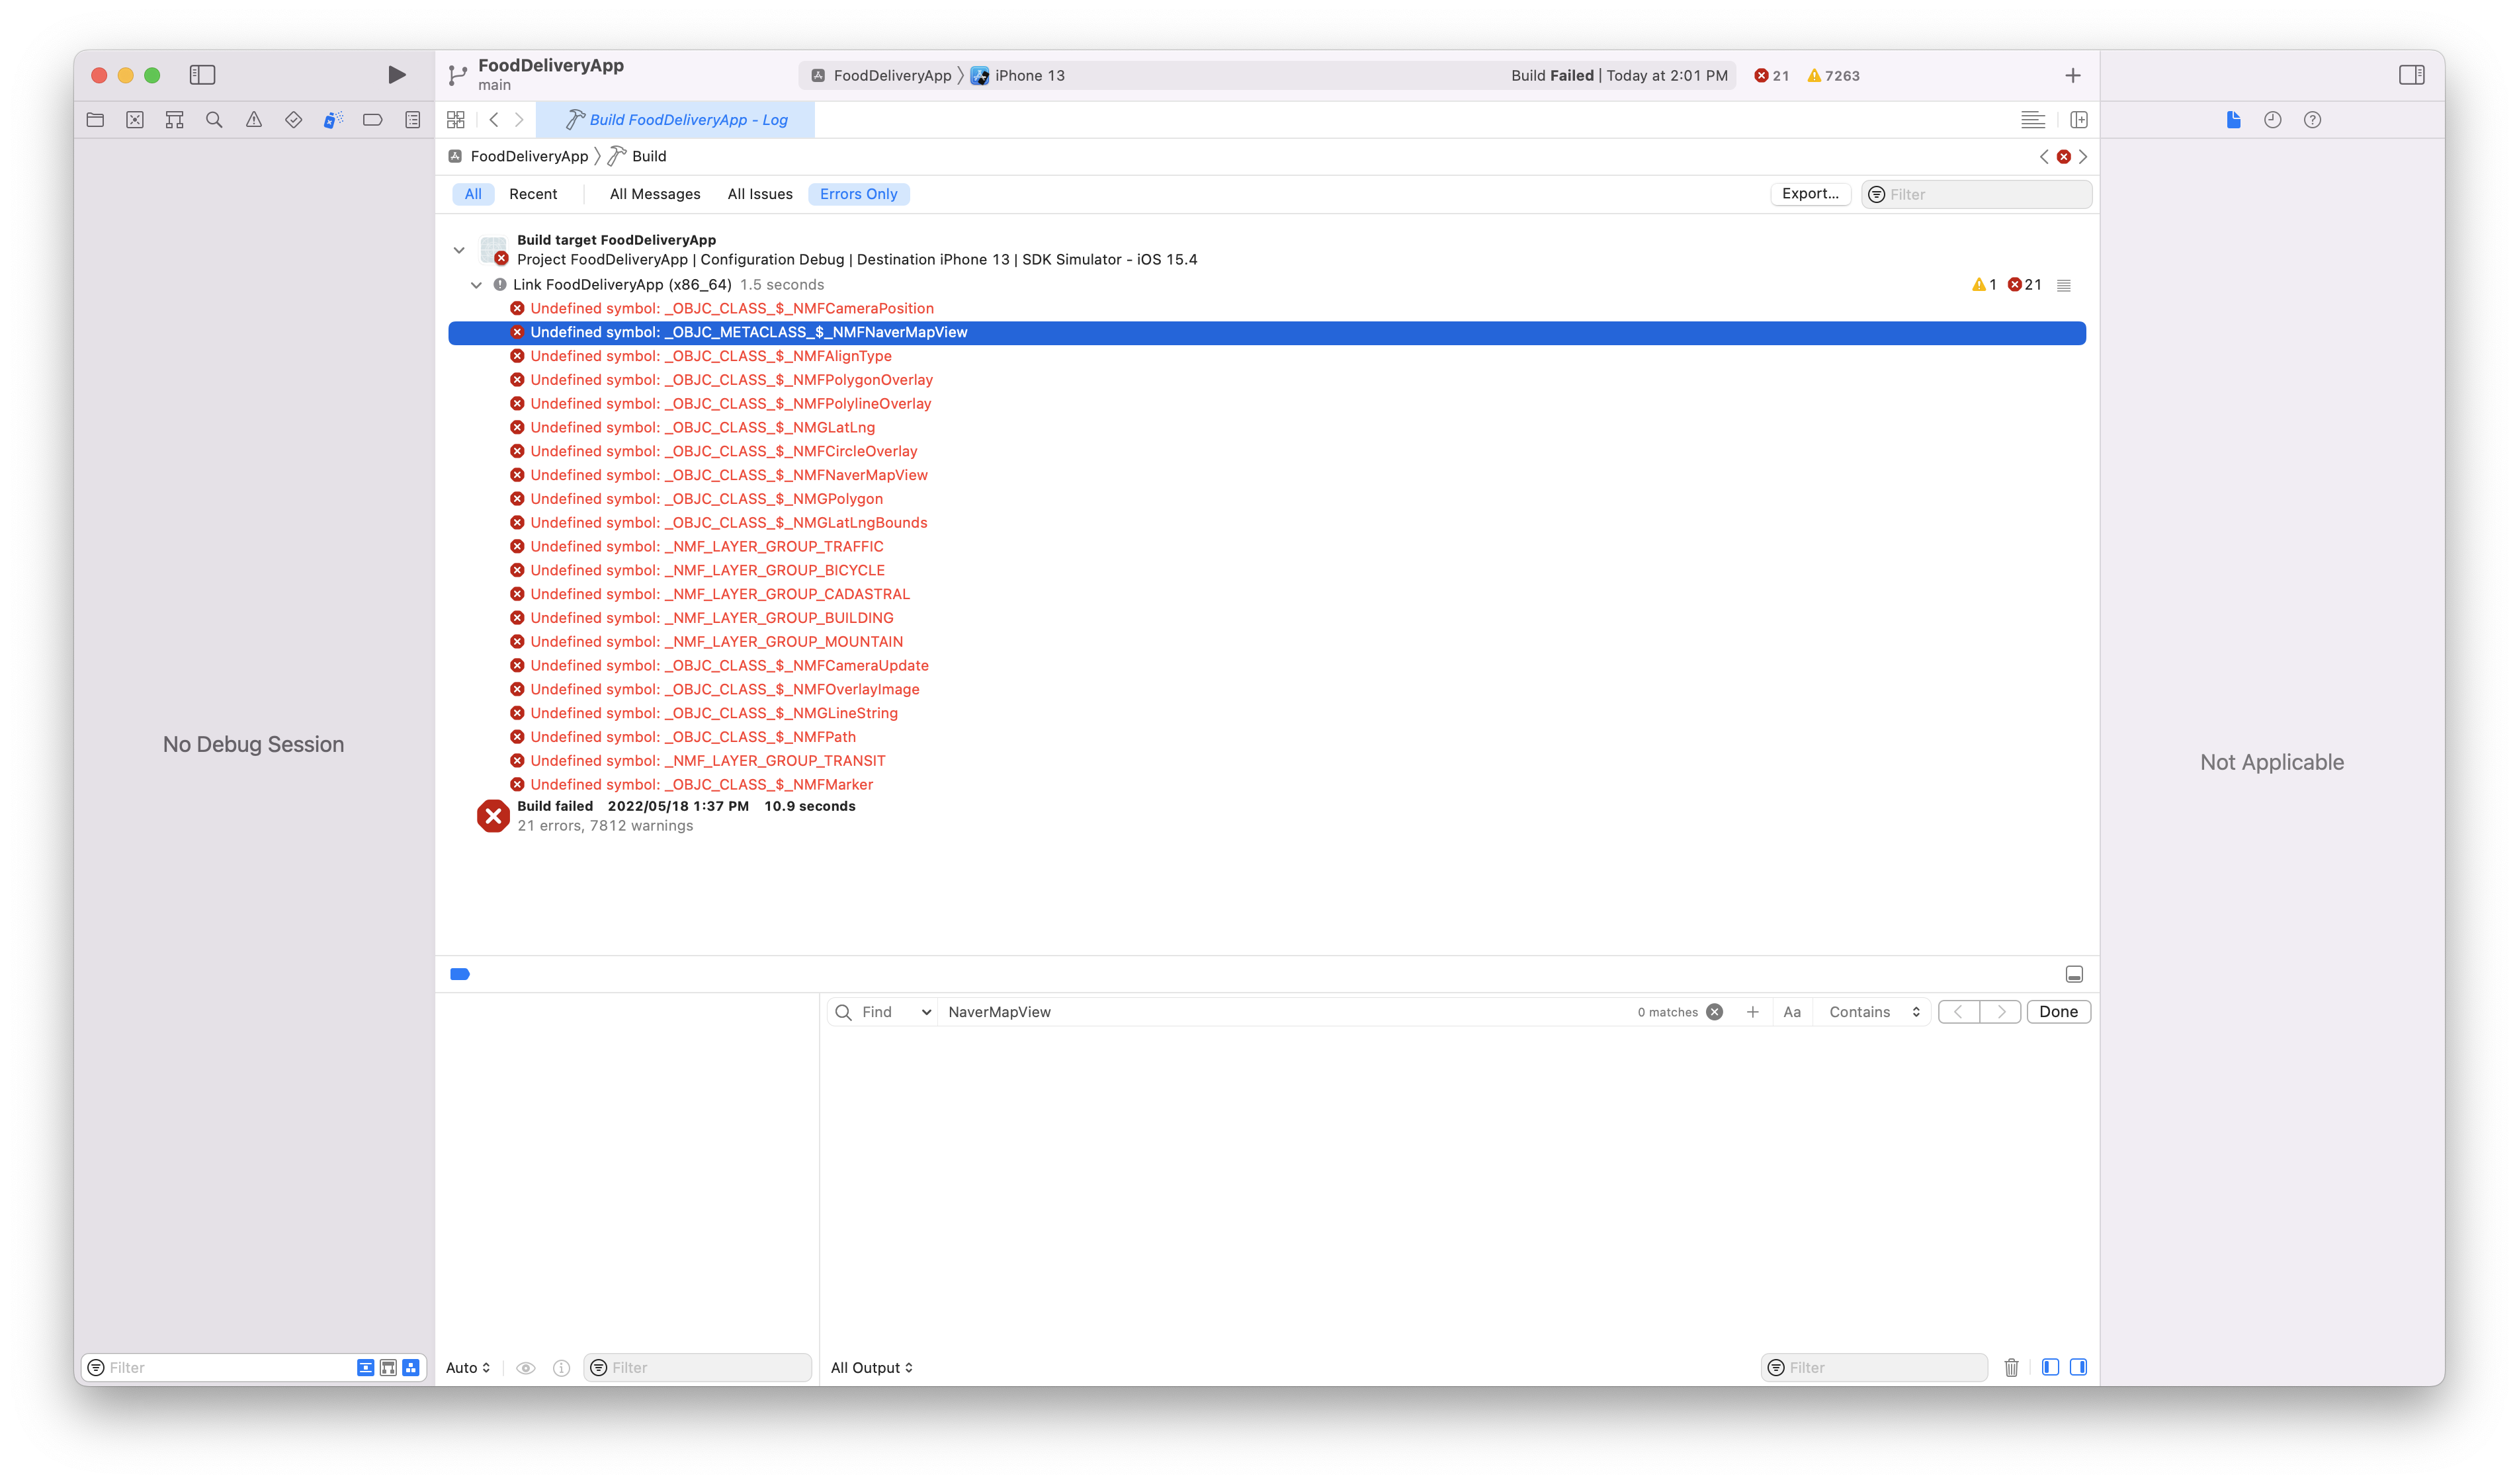 FoodDeliveryApp
main
FoodDeliveryApp iPhone 13
Build Failed | Today at 2:01 PM
21
7263
Build FoodDeliveryApp - Log
FoodDeliveryApp Build
All Recent All Messages All Issues Errors Only
Export...
Filter
Build target FoodDeliveryApp
Project FoodDeliveryApp | Configuration Debug | Destination iPhone 13 | SDK Simulator - iOS 15.4
Link FoodDeliveryApp (x86_64) 1.5 seconds
1 21
Undefined symbol: _OBJC_CLASS_$_NMFCameraPosition
Undefined symbol: _OBJC_METACLASS_$_NMFNaverMapView
Undefined symbol: _OBJC_CLASS_$_NMFAlignType
Undefined symbol: _OBJC_CLASS_$_NMFPolygonOverlay
Undefined symbol: _OBJC_CLASS_$_NMFPolylineOverlay
Undefined symbol: _OBJC_CLASS_$_NMGLatLng
Undefined symbol: _OBJC_CLASS_$_NMFCircleOverlay
Undefined symbol: _OBJC_CLASS_$_NMFNaverMapView
Undefined symbol: _OBJC_CLASS_$_NMGPolygon
Undefined symbol: _OBJC_CLASS_$_NMGLatLngBounds
Undefined symbol: _NMF_LAYER_GROUP_TRAFFIC
Undefined symbol: _NMF_LAYER_GROUP_BICYCLE
Undefined symbol: _NMF_LAYER_GROUP_CADASTRAL
Undefined symbol: _NMF_LAYER_GROUP_BUILDING
Undefined symbol: _NMF_LAYER_GROUP_MOUNTAIN
Undefined symbol: _OBJC_CLASS_$_NMFCameraUpdate
Undefined symbol: _OBJC_CLASS_$_NMFOverlayImage
Undefined symbol: _OBJC_CLASS_$_NMGLineString
Undefined symbol: _OBJC_CLASS_$_NMFPath
Undefined symbol: _NMF_LAYER_GROUP_TRANSIT
Undefined symbol: _OBJC_CLASS_$_NMFMarker
Build failed 2022/05/18 1:37 PM 10.9 seconds
21 errors, 7812 warnings
No Debug Session
Not Applicable
Find NaverMapView 0 matches Aa Contains Done
Filter
Auto
Filter
All Output
Filter